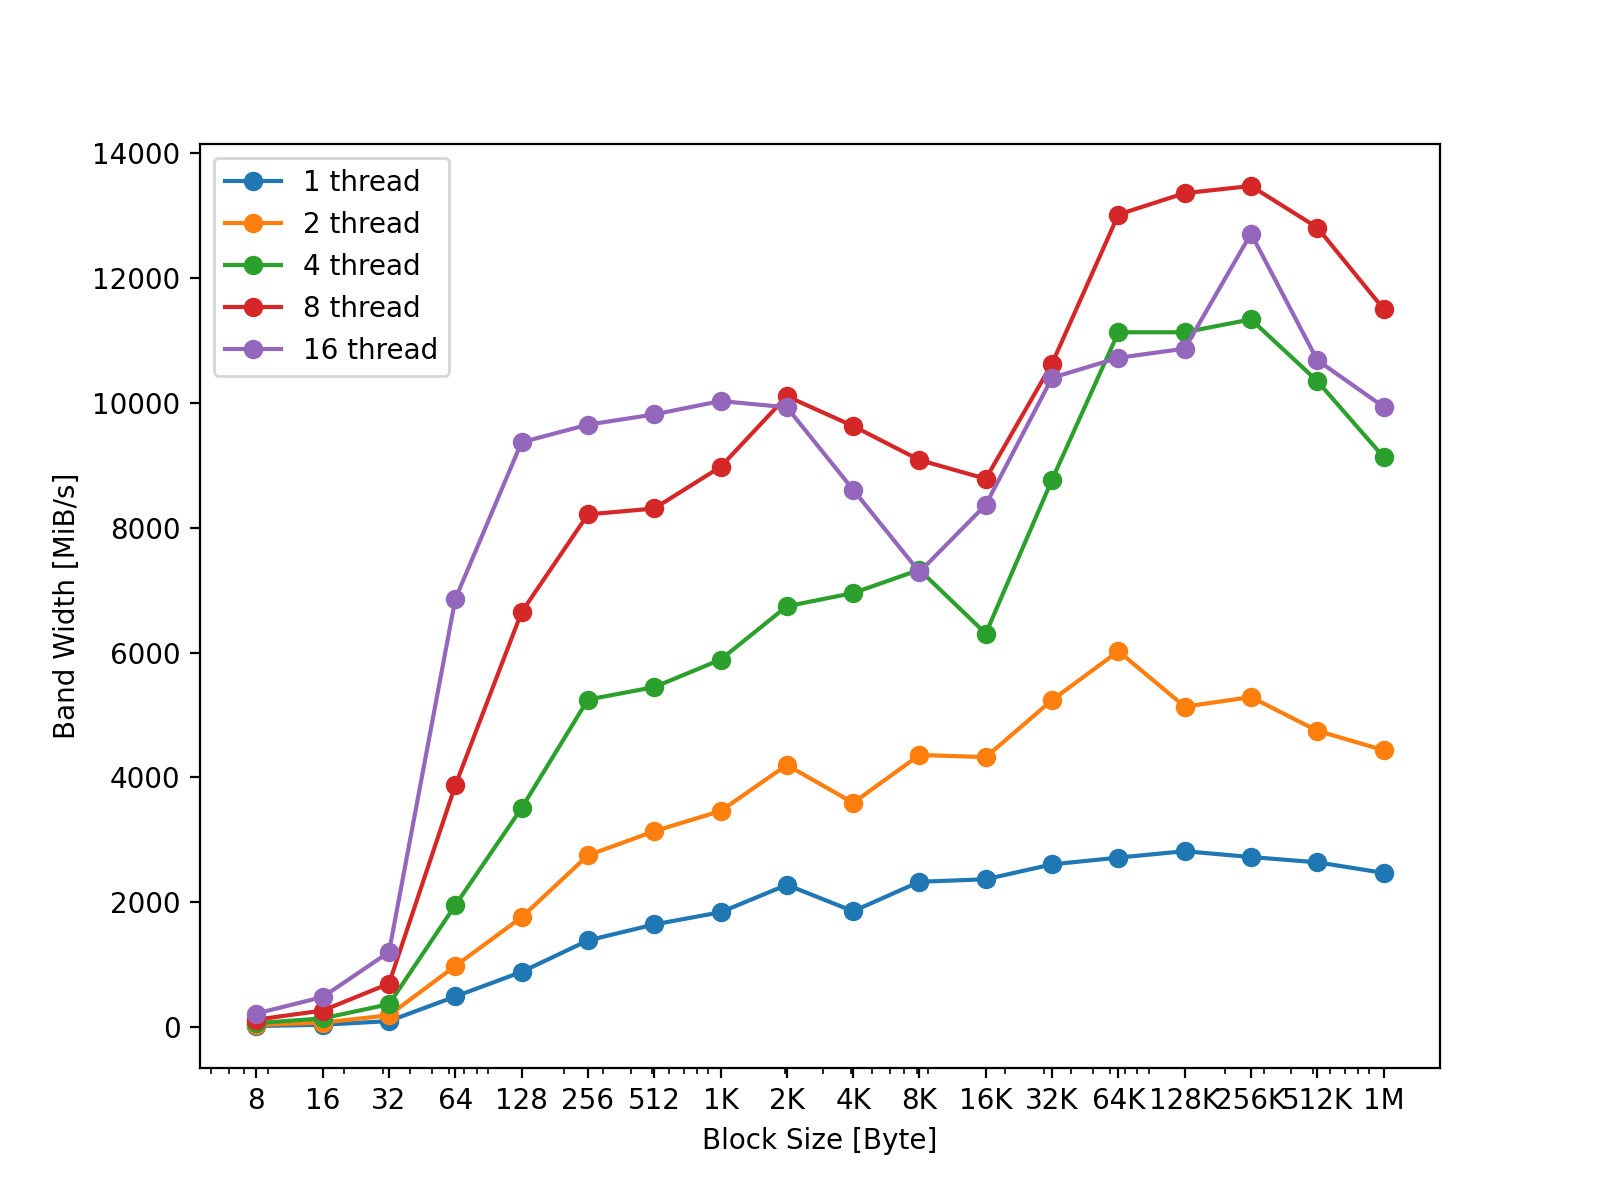 14000
12000
10000
8000
6000
4000
2000
0
Band Width [MiB/s]
1 thread
2 thread
4 thread
8 thread
16 thread
8 16 32 64 128 256 512 1K 2K 4K 8K 16K 32K 64K 128K 256K 512K 1M
Block Size [Byte]